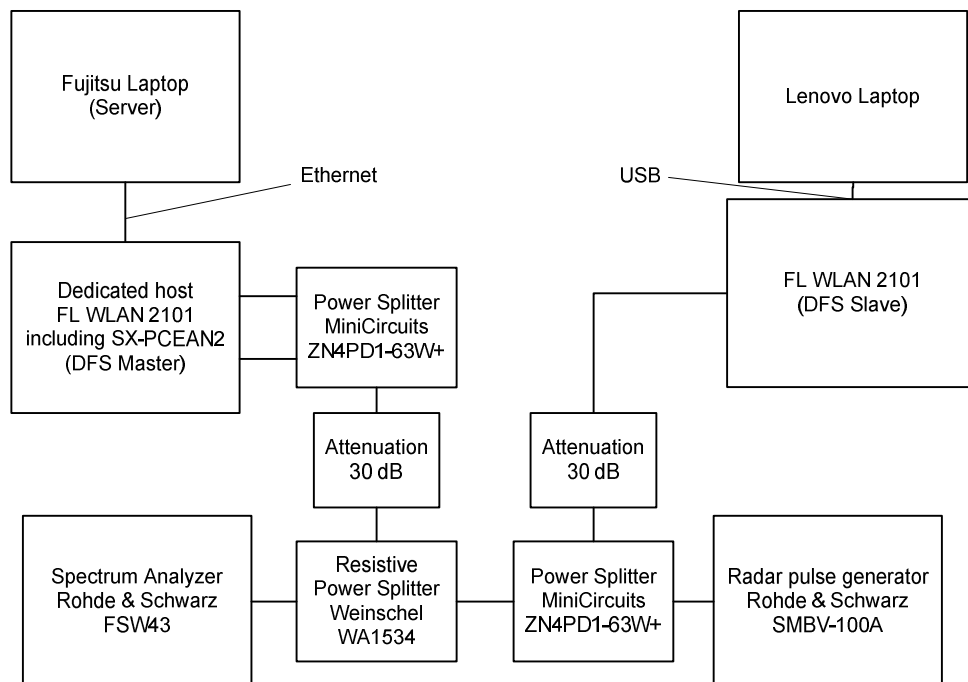 Fujitsu Laptop
(Server)
Lenovo Laptop
Ethernet
USB
Dedicated host
FL WLAN 2101
including SX-PCEAN2
(DFS Master)
Power Splitter
MiniCircuits
ZN4PD1-63W+
FL WLAN 2101
(DFS Slave)
Attenuation
30 dB
Attenuation
30 dB
Spectrum Analyzer
Rohde & Schwarz
FSW43
Resistive
Power Splitter
Weinschel
WA1534
Power Splitter
MiniCircuits
ZN4PD1-63W+
Radar pulse generator
Rohde & Schwarz
SMBV-100A